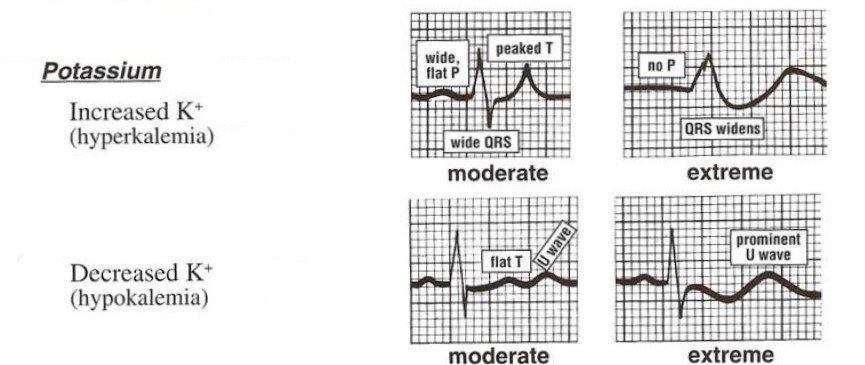 Potassium
Increased K+
(hyperkalemia)
wide,
flat P
peaked T
wide QRS
moderate
no P
QRS widens
extreme
Decreased K+
(hypokalemia)
flat T
U wave
moderate
prominent
U wave
extreme